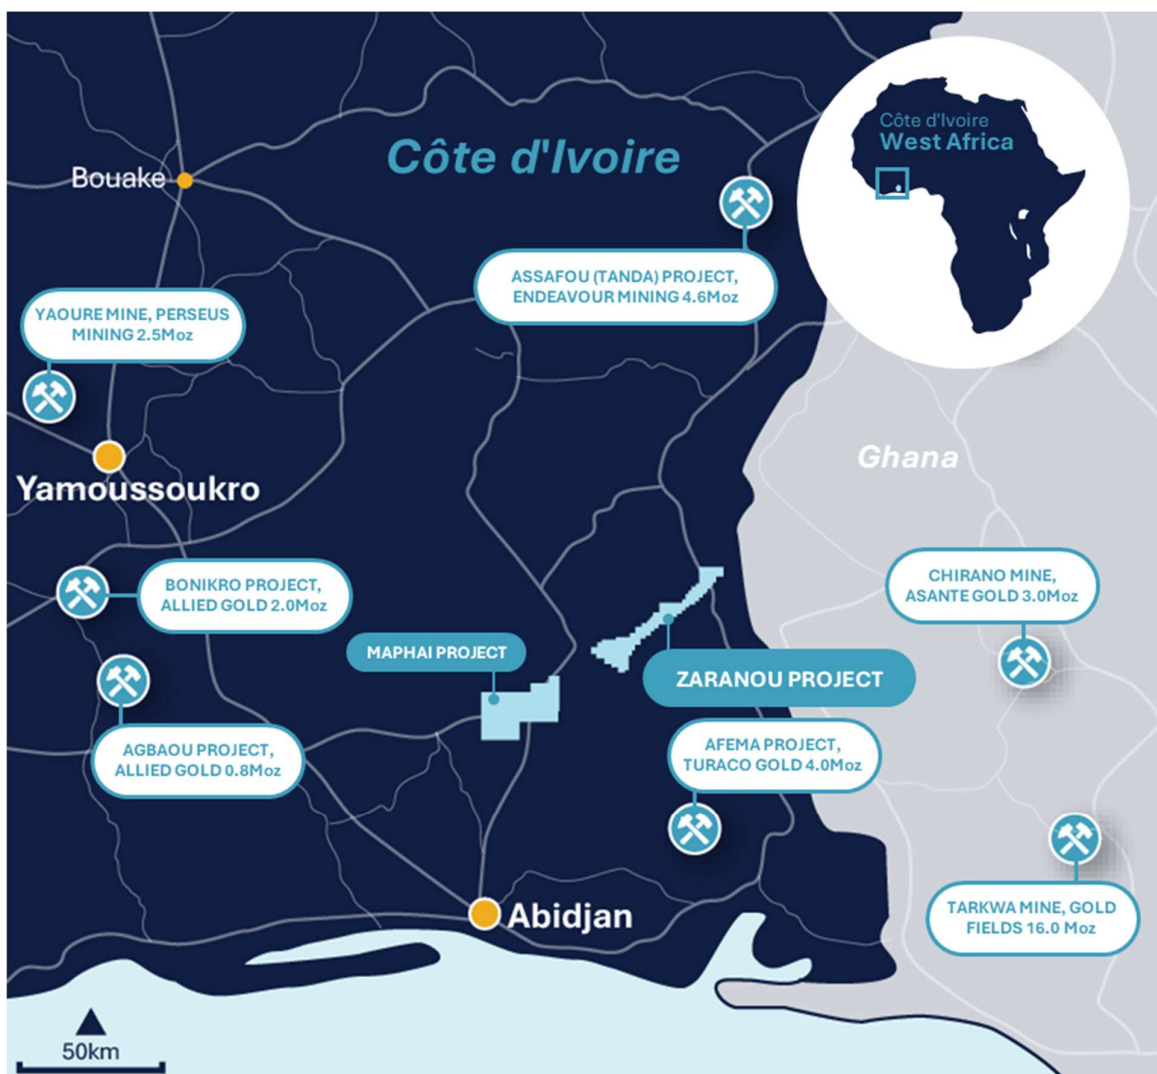 Côte d'Ivoire
West Africa
Côte d'Ivoire
Bouake
ASSAFOU (TANDA) PROJECT,
ENDEAVOUR MINING 4.6Moz
YAOURE MINE, PERSEUS
MINING 2.5Moz
Ghana
Yamoussoukro
BONIKRO PROJECT,
ALLIED GOLD 2.0Moz
CHIRANO MINE,
ASANTE GOLD 3.0Moz
MAPHAI PROJECT
ZARANOU PROJECT
AGBAOU PROJECT,
ALLIED GOLD 0.8Moz
AFEMA PROJECT,
TURACO GOLD 4.0Moz
TARKWA MINE, GOLD
FIELDS 16.0 Moz
Abidjan
50km